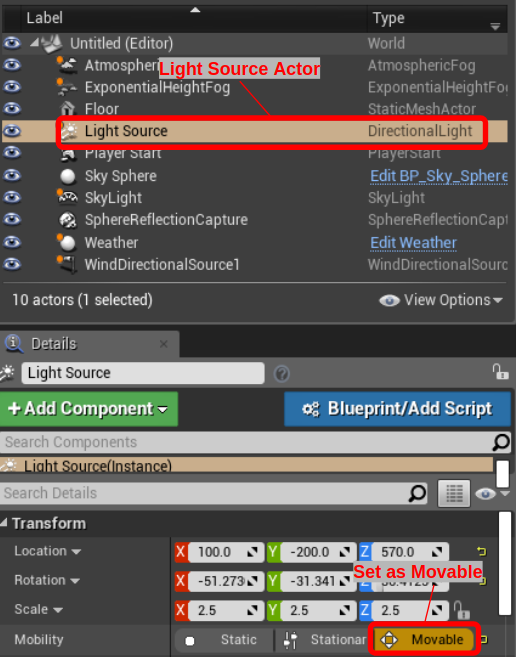 Label Type
Untitled (Editor) World
Atmospheric AtmosphericFog
Light Source Actor
ExponentialHeightFog ExponentialHeightFo
Floor StaticMeshActor
Light Source DirectionalLight
Player Start PlayerStart
Sky Sphere Edit BP_Sky_Sphere
SkyLight SkyLight
SphereReflectionCapture SphereReflectionCapt
Weather Edit Weather
WindDirectionalSource1 WindDirectionalSourc
10 actors (1 selected) View Options
Details
Light Source
+ Add Component Blueprint/Add Script
Search Components
Light Source(Instance)
Search Details
Transform
Location X 100.0 Y -200.0 Z 570.0
Set as Movable
Rotation X -51.273 Y -31.341 Z
Scale X 2.5 Y 2.5 Z 2.5
Mobility Static Stationar Movable